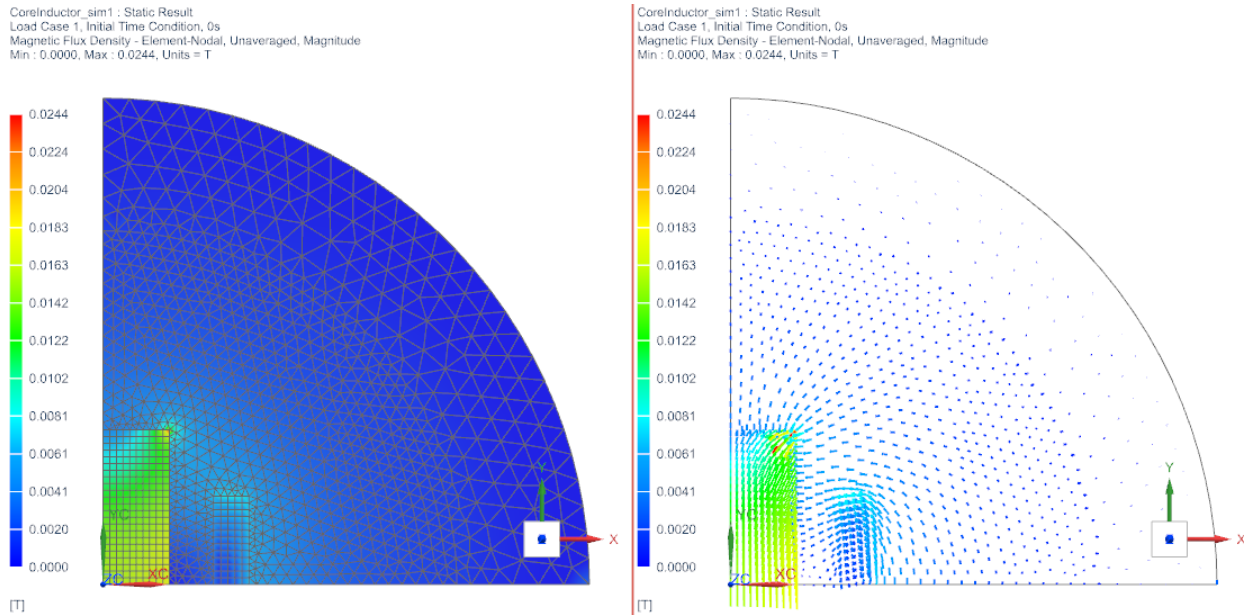 CoreInductor_sim1 : Static Result
Load Case 1, Initial Time Condition, 0s
Magnetic Flux Density - Element-Nodal, Unaveraged, Magnitude
Min : 0.0000, Max : 0.0244, Units = T
0.0244
0.0224
0.0204
0.0183
0.0163
0.0142
0.0122
0.0102
0.0081
0.0061
0.0041
0.0020
0.0000
[T]
YC
ZC
XC
Y
X
CoreInductor_sim1 : Static Result
Load Case 1, Initial Time Condition, 0s
Magnetic Flux Density - Element-Nodal, Unaveraged, Magnitude
Min : 0.0000, Max : 0.0244, Units = T
0.0244
0.0224
0.0204
0.0183
0.0163
0.0142
0.0122
0.0102
0.0081
0.0061
0.0041
0.0020
0.0000
[T]
YC
ZC
XC
Y
X